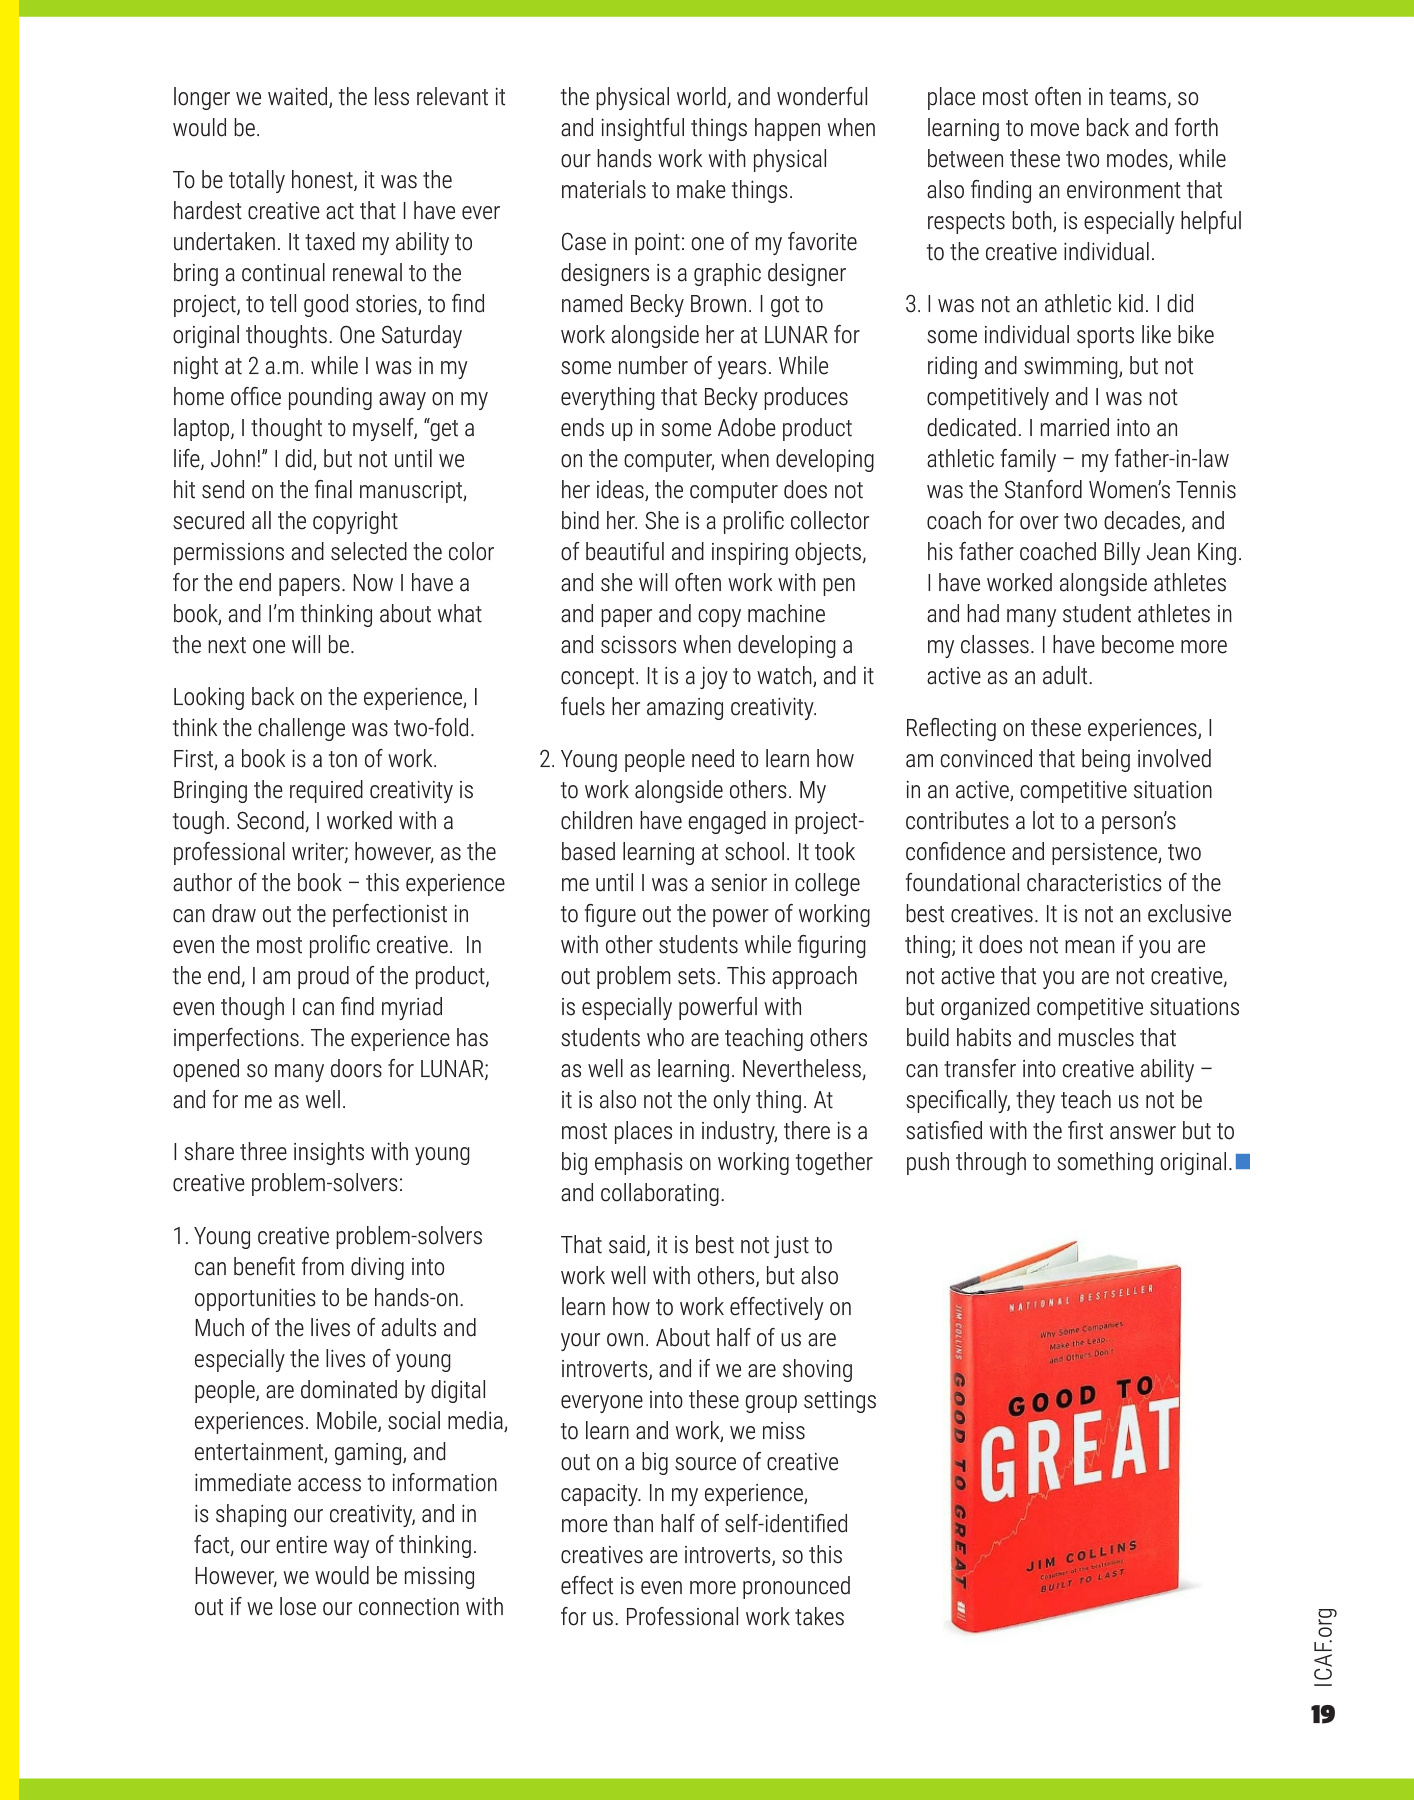 longer we waited, the less relevant it
would be.
To be totally honest, it was the
hardest creative act that I have ever
undertaken. It taxed my ability to
bring a continual renewal to the
project, to tell good stories, to find
original thoughts. One Saturday
night at 2 a.m. while I was in my
home office pounding away on my
laptop, I thought to myself, “get a
life, John!” I did, but not until we
hit send on the final manuscript,
secured all the copyright
permissions and selected the color
for the end papers. Now I have a
book, and I’m thinking about what
the next one will be.
Looking back on the experience, I
think the challenge was two-fold.
First, a book is a ton of work.
Bringing the required creativity is
tough. Second, I worked with a
professional writer; however, as the
author of the book – this experience
can draw out the perfectionist in
even the most prolific creative.  In
the end, I am proud of the product,
even though I can find myriad
imperfections. The experience has
opened so many doors for LUNAR;
and for me as well.
I share three insights with young
creative problem-solvers:
1. Young creative problem-solvers
can benefit from diving into
opportunities to be hands-on.
Much of the lives of adults and
especially the lives of young
people, are dominated by digital
experiences. Mobile, social media,
entertainment, gaming, and
immediate access to information
is shaping our creativity, and in
fact, our entire way of thinking.
However, we would be missing
out if we lose our connection with
the physical world, and wonderful
and insightful things happen when
our hands work with physical
materials to make things.
Case in point: one of my favorite
designers is a graphic designer
named Becky Brown. I got to
work alongside her at LUNAR for
some number of years. While
everything that Becky produces
ends up in some Adobe product
on the computer, when developing
her ideas, the computer does not
bind her. She is a prolific collector
of beautiful and inspiring objects,
and she will often work with pen
and paper and copy machine
and scissors when developing a
concept. It is a joy to watch, and it
fuels her amazing creativity.
2. Young people need to learn how
to work alongside others. My
children have engaged in project-
based learning at school. It took
me until I was a senior in college
to figure out the power of working
with other students while figuring
out problem sets. This approach
is especially powerful with
students who are teaching others
as well as learning. Nevertheless,
it is also not the only thing. At
most places in industry, there is a
big emphasis on working together
and collaborating.
That said, it is best not just to
work well with others, but also
learn how to work effectively on
your own. About half of us are
introverts, and if we are shoving
everyone into these group settings
to learn and work, we miss
out on a big source of creative
capacity. In my experience,
more than half of self-identified
creatives are introverts, so this
effect is even more pronounced
for us. Professional work takes
place most often in teams, so
learning to move back and forth
between these two modes, while
also finding an environment that
respects both, is especially helpful
to the creative individual.
3. I was not an athletic kid. I did
some individual sports like bike
riding and swimming, but not
competitively and I was not
dedicated. I married into an
athletic family – my father-in-law
was the Stanford Women’s Tennis
coach for over two decades, and
his father coached Billy Jean King.
I have worked alongside athletes
and had many student athletes in
my classes. I have become more
active as an adult.
Reflecting on these experiences, I
am convinced that being involved
in an active, competitive situation
contributes a lot to a person’s
confidence and persistence, two
foundational characteristics of the
best creatives. It is not an exclusive
thing; it does not mean if you are
not active that you are not creative,
but organized competitive situations
build habits and muscles that
can transfer into creative ability –
specifically, they teach us not be
satisfied with the first answer but to
push through to something original.
NATIONAL BESTSELLER
Why Some Companies
Make the Leap...
and Others Don't
GOOD TO
GREAT
JIM COLLINS
Coauthor of the bestselling
BUILT TO LAST
JIM COLLINS GOOD TO GREAT
ICAF.org
19